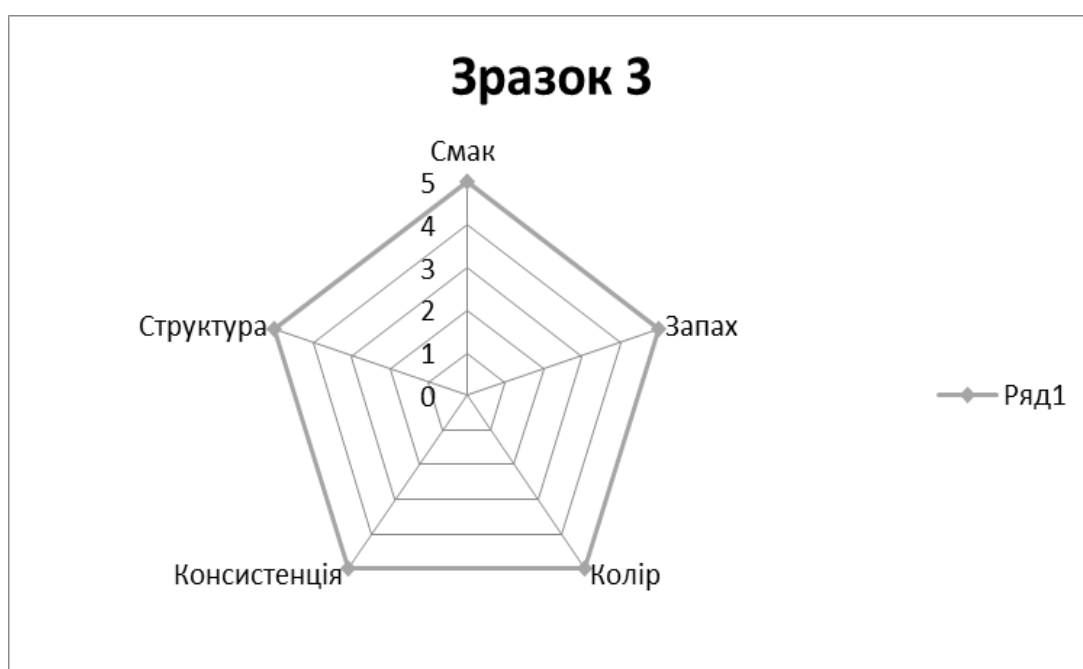 Зразок 3
Смак
5
4
3
2
1
0
Структура
Запах
Консистенція
Колір
Ряд1